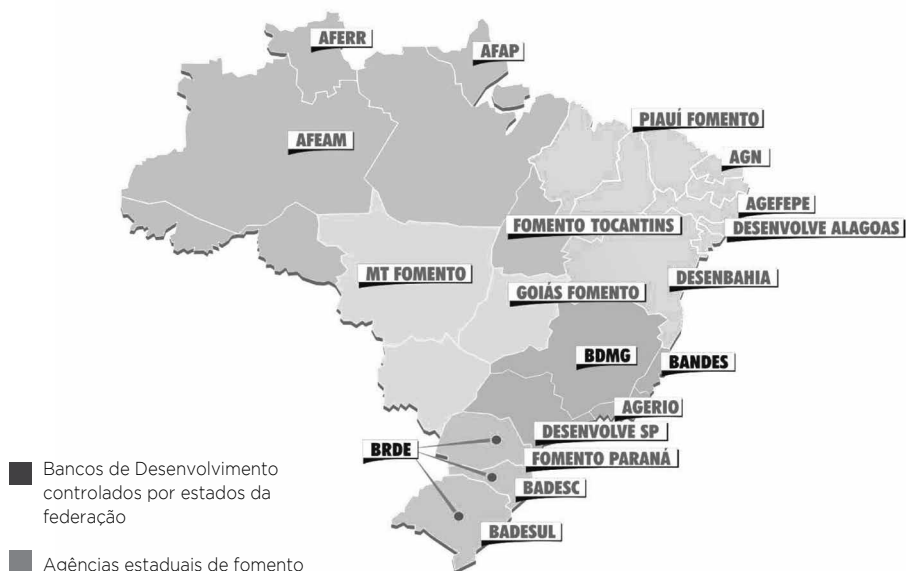 AFERR
AFAP
PIAUÍ FOMENTO
AFEAM
AGN
AGEFEPE
FOMENTO TOCANTINS
DESENVOLVE ALAGOAS
MT FOMENTO
DESENBAHIA
GOIÁS FOMENTO
BDMG
BANDES
AGERIO
DESENVOLVE SP
BRDE
FOMENTO PARANÁ
BADESC
BADESUL
Bancos de Desenvolvimento
controlados por estados da
federação
Agências estaduais de fomento